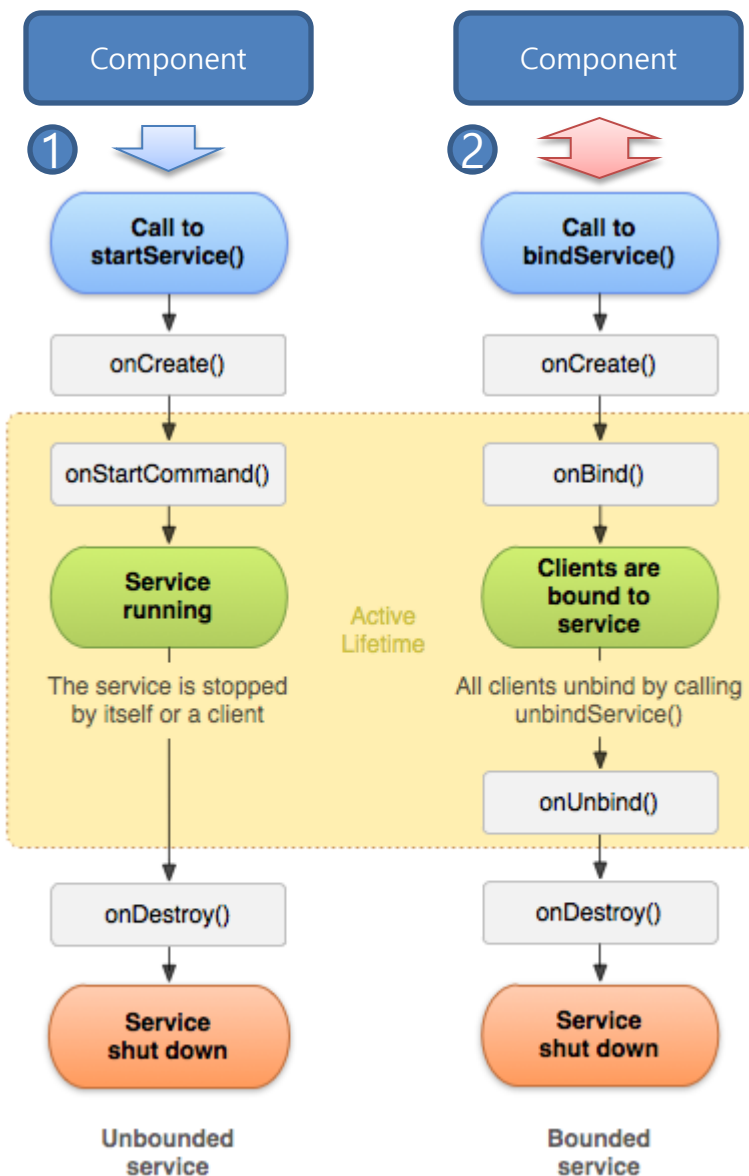 Component
1
Call to
startService()
onCreate()
onStartCommand()
Service
running
The service is stopped
by itself or a client
onDestroy()
Service
shut down
Unbounded
service
Active
Lifetime
Component
2
Call to
bindService()
onCreate()
onBind()
Clients are
bound to
service
All clients unbind by calling
unbindService()
onUnbind()
onDestroy()
Service
shut down
Bounded
service